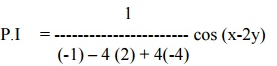 1
P.I = ------------------------ cos (x-2y)
(-1) – 4 (2) + 4(-4)